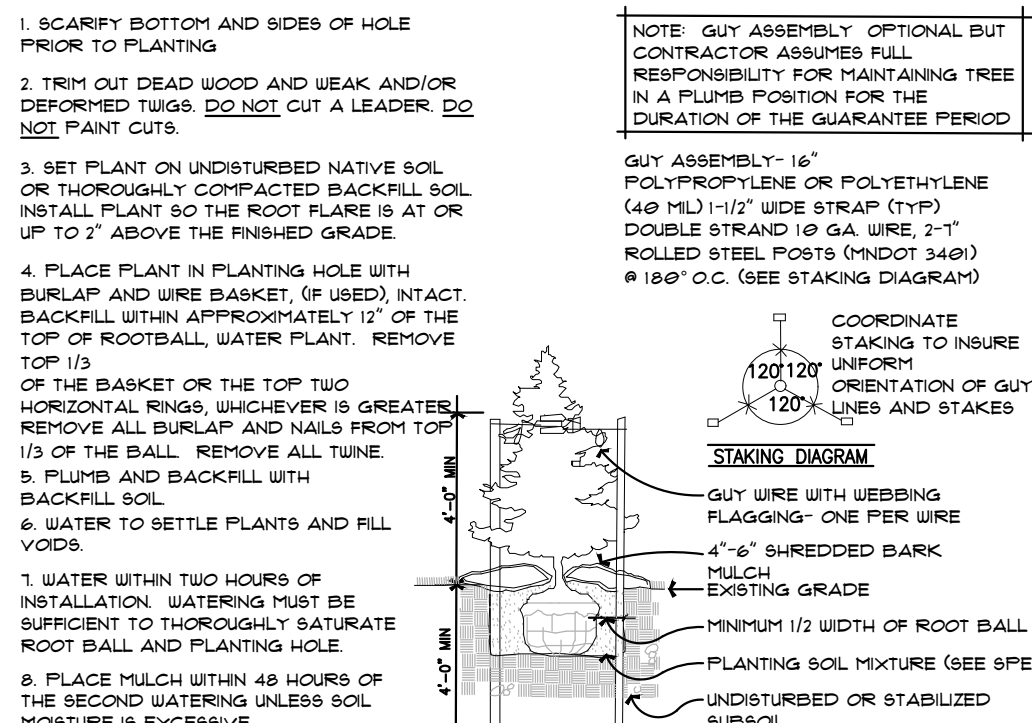 1. SCARIFY BOTTOM AND SIDES OF HOLE
PRIOR TO PLANTING
2. TRIM OUT DEAD WOOD AND WEAK AND/OR
DEFORMED TWIGS. DO NOT CUT A LEADER. DO
NOT PAINT CUTS.
3. SET PLANT ON UNDISTURBED NATIVE SOIL
OR THOROUGHLY COMPACTED BACKFILL SOIL.
INSTALL PLANT SO THE ROOT FLARE IS AT OR
UP TO 2" ABOVE THE FINISHED GRADE.
4. PLACE PLANT IN PLANTING HOLE WITH
BURLAP AND WIRE BASKET, (IF USED), INTACT.
BACKFILL WITHIN APPROXIMATELY 12" OF THE
TOP OF ROOTBALL, WATER PLANT. REMOVE
TOP 1/3
OF THE BASKET OR THE TOP TWO
HORIZONTAL RINGS, WHICHEVER IS GREATER
REMOVE ALL BURLAP AND NAILS FROM TOP
1/3 OF THE BALL. REMOVE ALL TWINE.
5. PLUMB AND BACKFILL WITH
BACKFILL SOIL.
6. WATER TO SETTLE PLANTS AND FILL
VOIDS.
7. WATER WITHIN TWO HOURS OF
INSTALLATION. WATERING MUST BE
SUFFICIENT TO THOROUGHLY SATURATE
ROOT BALL AND PLANTING HOLE.
8. PLACE MULCH WITHIN 48 HOURS OF
THE SECOND WATERING UNLESS SOIL
MOISTURE IS EXCESSIVE
NOTE: GUY ASSEMBLY OPTIONAL BUT
CONTRACTOR ASSUMES FULL
RESPONSIBILITY FOR MAINTAINING TREE
IN A PLUMB POSITION FOR THE
DURATION OF THE GUARANTEE PERIOD
GUY ASSEMBLY- 16"
POLYPROPYLENE OR POLYETHYLENE
(40 MIL) 1-1/2" WIDE STRAP (TYP)
DOUBLE STRAND 10 GA. WIRE, 2-7"
ROLLED STEEL POSTS (MNDOT 3401)
@ 180° O.C. (SEE STAKING DIAGRAM)
120° 120°
120°
COORDINATE
STAKING TO INSURE
UNIFORM
ORIENTATION OF GUY
LINES AND STAKES
STAKING DIAGRAM
4'-0" MIN
4'-0" MIN
GUY WIRE WITH WEBBING
FLAGGING- ONE PER WIRE
4"-6" SHREDDED BARK
MULCH
EXISTING GRADE
MINIMUM 1/2 WIDTH OF ROOT BALL
PLANTING SOIL MIXTURE (SEE SPE
UNDISTURBED OR STABILIZED
SUBSOIL